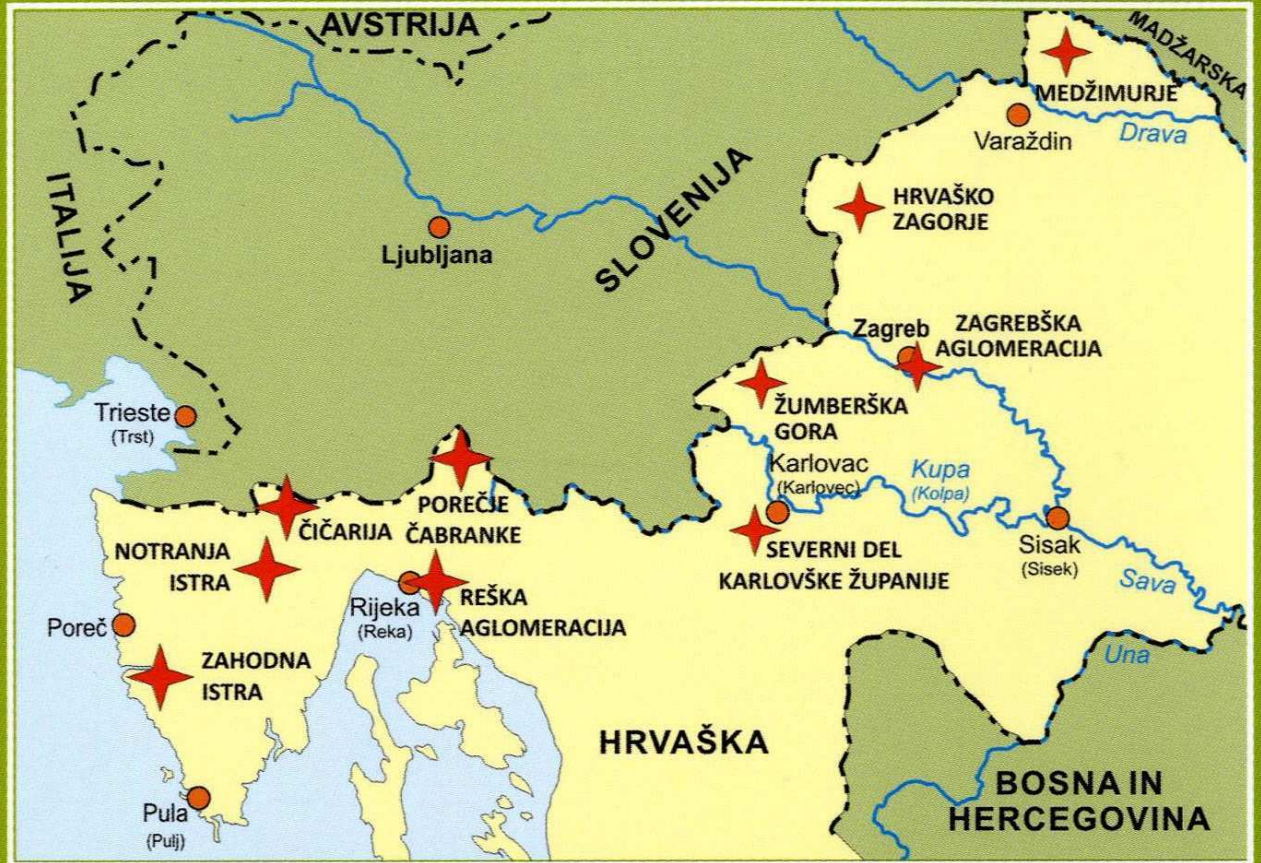 AVSTRIJA
MADŽARSKA
MEDŽIMURJE
Varaždin
Drava
ITALIJA
SLOVENIJA
HRVAŠKO
ZAGORJE
Ljubljana
Zagreb
ZAGREBŠKA
AGLOMERACIJA
Trieste
(Trst)
ŽUMBERŠKA
GORA
Karlovac
(Karlovec)
Kupa
(Kolpa)
POREČJE
ČABRANKE
ČIČARIJA
NOTRANJA
ISTRA
SEVERNI DEL
KARLOVŠKE ŽUPANIJE
Sisak
(Sisek)
Sava
Rijeka
(Reka)
REŠKA
AGLOMERACIJA
Poreč
ZAHODNA
ISTRA
Una
HRVAŠKA
BOSNA IN
HERCEGOVINA
Pula
(Pulj)